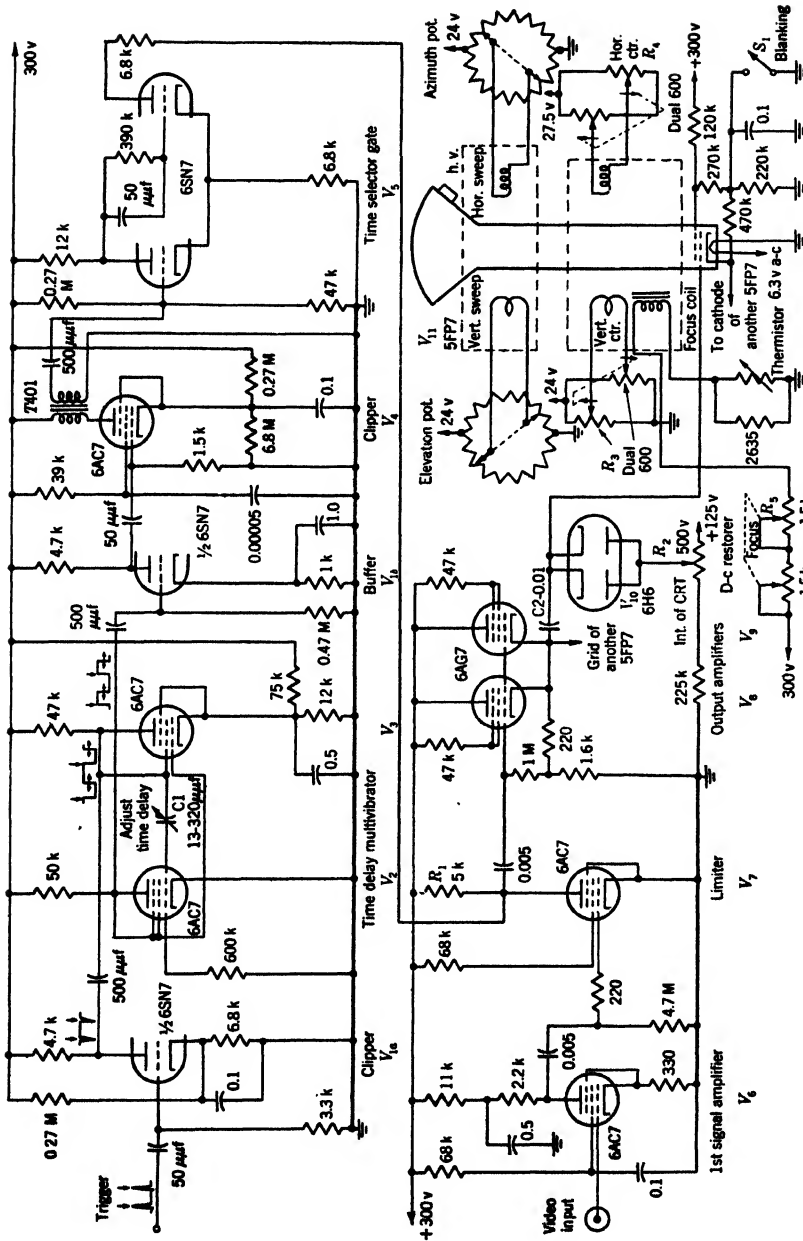 300 v
Trigger
50 μμf
0.27 M
3.3 k
4.7 k
½ 6SN7
0.1
6.8 k
Clipper
V1a
500 μμf
600 k
50 k
6AC7
V2
Time delay multivibrator
Adjust
time delay
C1
13-320 μμf
47 k
6AC7
0.5
12 k
75 k
V3
500 μμf
0.47 M
4.7 k
½ 6SN7
1 k
1.0
Buffer
V1b
50 μμf
39 k
0.00005
6AC7
1.5 k
6.8 M
0.27 M
0.1
Clipper
V4
T401
500 μμf
0.27 M
12 k
47 k
50 μμf
390 k
6SN7
6.8 k
6.8 k
Time selector gate
V5
+300 v
Video
input
68 k
0.1
11 k
0.5
2.2 k
6AC7
330
1st signal amplifier
V6
0.005
4.7 M
220
68 k
R1
5 k
6AC7
Limiter
V7
0.005
47 k
6AG7
47 k
1 M
220
1.6 k
C2-0.01
Grid of
another
5FP7
V10
6H6
R2
500 v
+125 v
Int. of CRT
225 k
Output amplifiers
V8
V9
D-c restorer
300 v
Focus
R5
1.5 k
1.5 k
2635
Thermistor
Elevation pot.
24 v
R3
Dual
600
24 v
Vert.
ctr.
V11
5FP7
Vert. sweep
Hor. sweep
h. v.
Focus coil
Azimuth pot.
24 v
27.5 v
Hor.
ctr.
R4
Dual 600
+300 v
120 k
270 k
470 k
220 k
0.1
S1
Blanking
To cathode
of
another 5FP7
6.3 v a-c